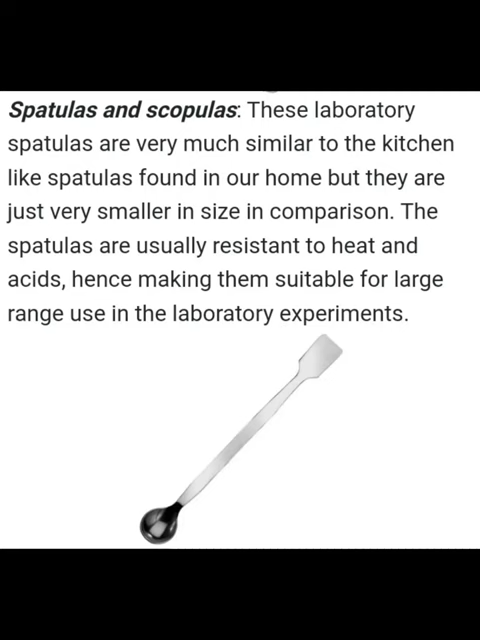 Spatulas and scopulas: These laboratory
spatulas are very much similar to the kitchen
like spatulas found in our home but they are
just very smaller in size in comparison. The
spatulas are usually resistant to heat and
acids, hence making them suitable for large
range use in the laboratory experiments.